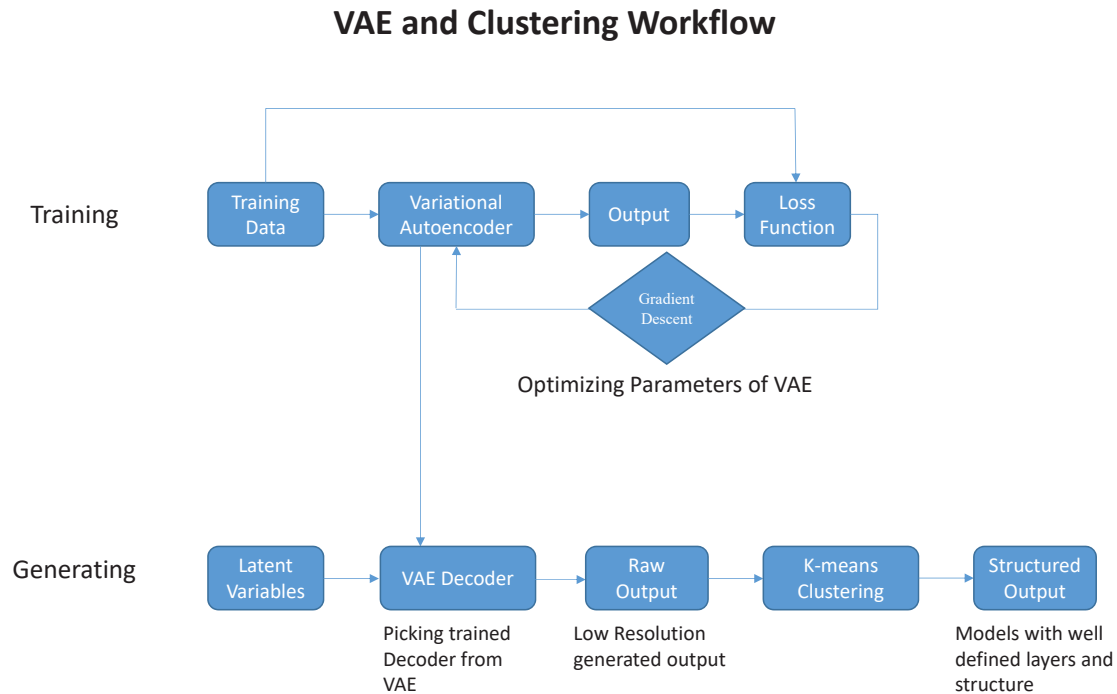 VAE and Clustering Workflow
Training
Training
Data
Variational
Autoencoder
Output
Loss
Function
Gradient
Descent
Optimizing Parameters of VAE
Generating
Latent
Variables
VAE Decoder
Raw
Output
K-means
Clustering
Structured
Output
Picking trained
Decoder from
VAE
Low Resolution
generated output
Models with well
defined layers and
structure